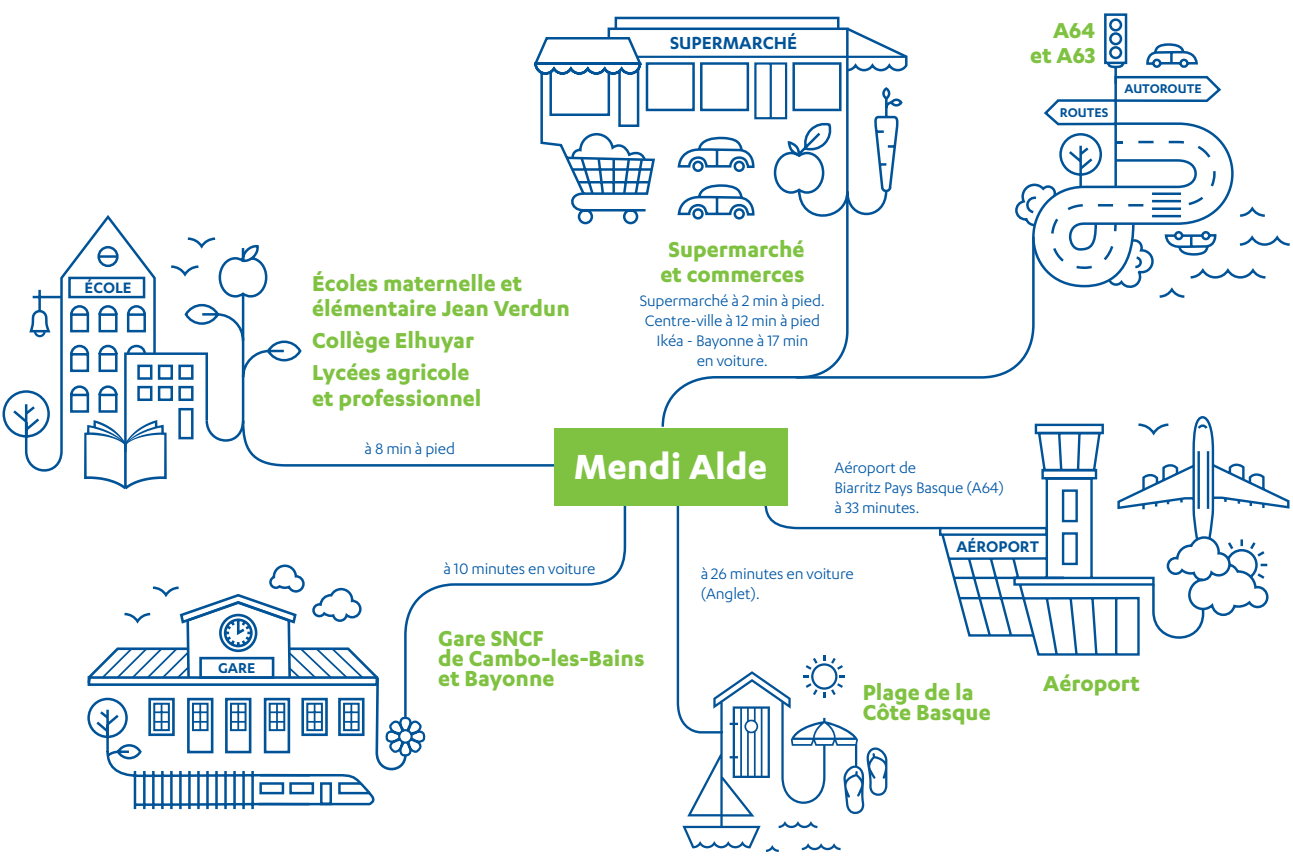 SUPERMARCHÉ
A64
et A63
AUTOROUTE
ROUTES
Supermarché
et commerces
Supermarché à 2 min à pied.
Centre-ville à 12 min à pied
Ikéa - Bayonne à 17 min
en voiture.
ÉCOLE
Écoles maternelle et
élémentaire Jean Verdun
Collège Elhuyar
Lycées agricole
et professionnel
à 8 min à pied
Mendi Alde
Aéroport de
Biarritz Pays Basque (A64)
à 33 minutes.
AÉROPORT
Aéroport
à 10 minutes en voiture
Gare SNCF
de Cambo-les-Bains
et Bayonne
GARE
à 26 minutes en voiture
(Anglet).
Plage de la
Côte Basque